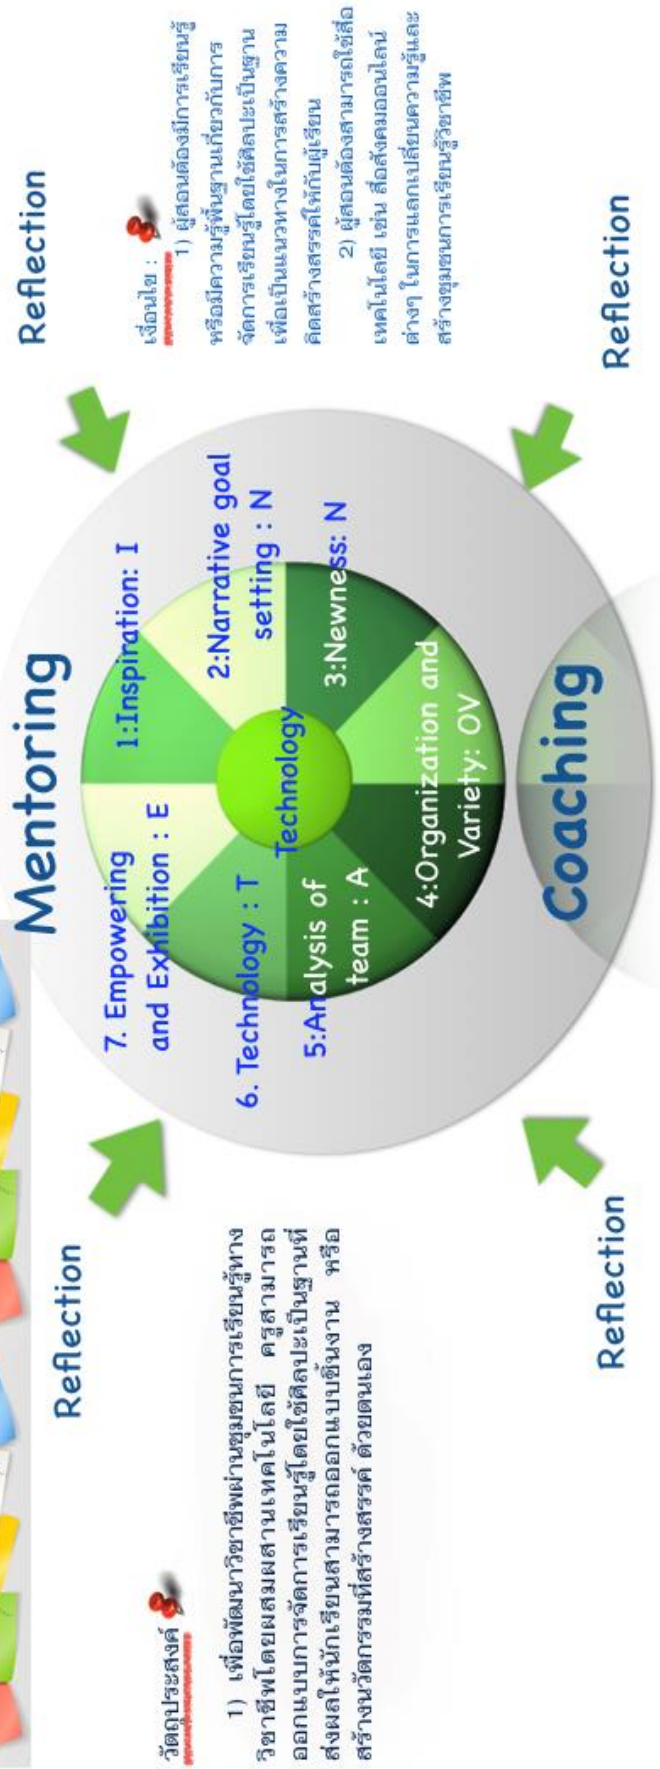 Mentoring
Reflection
Reflection
วัตถุประสงค์
1) เพื่อพัฒนาวิชาชีพผ่านชุมชนการเรียนรู้ทาง
วิชาชีพโดยผสมผสานเทคโนโลยี ครูสามารถ
ออกแบบการจัดการเรียนรู้โดยใช้ศิลปะเป็นฐานที่
ส่งผลให้นักเรียนสามารถออกแบบชิ้นงาน หรือ
สร้างนวัตกรรมที่สร้างสรรค์ ด้วยตนเอง
1:Inspiration: I
2:Narrative goal
setting : N
3:Newness: N
4:Organization and
Variety: OV
5:Analysis of
team : A
6. Technology : T
7. Empowering
and Exhibition : E
Technology
เงื่อนไข :
1) ผู้สอนต้องมีการเรียนรู้
หรือมีความรู้พื้นฐานเกี่ยวกับการ
จัดการเรียนรู้โดยใช้ศิลปะเป็นฐาน
เพื่อเป็นแนวทางในการสร้างความ
คิดสร้างสรรค์ให้กับผู้เรียน
2) ผู้สอนต้องสามารถใช้สื่อ
เทคโนโลยี เช่น สื่อสังคมออนไลน์
ต่างๆ ในการแลกเปลี่ยนความรู้และ
สร้างชุมชนการเรียนรู้วิชาชีพ
Coaching
Reflection
Reflection